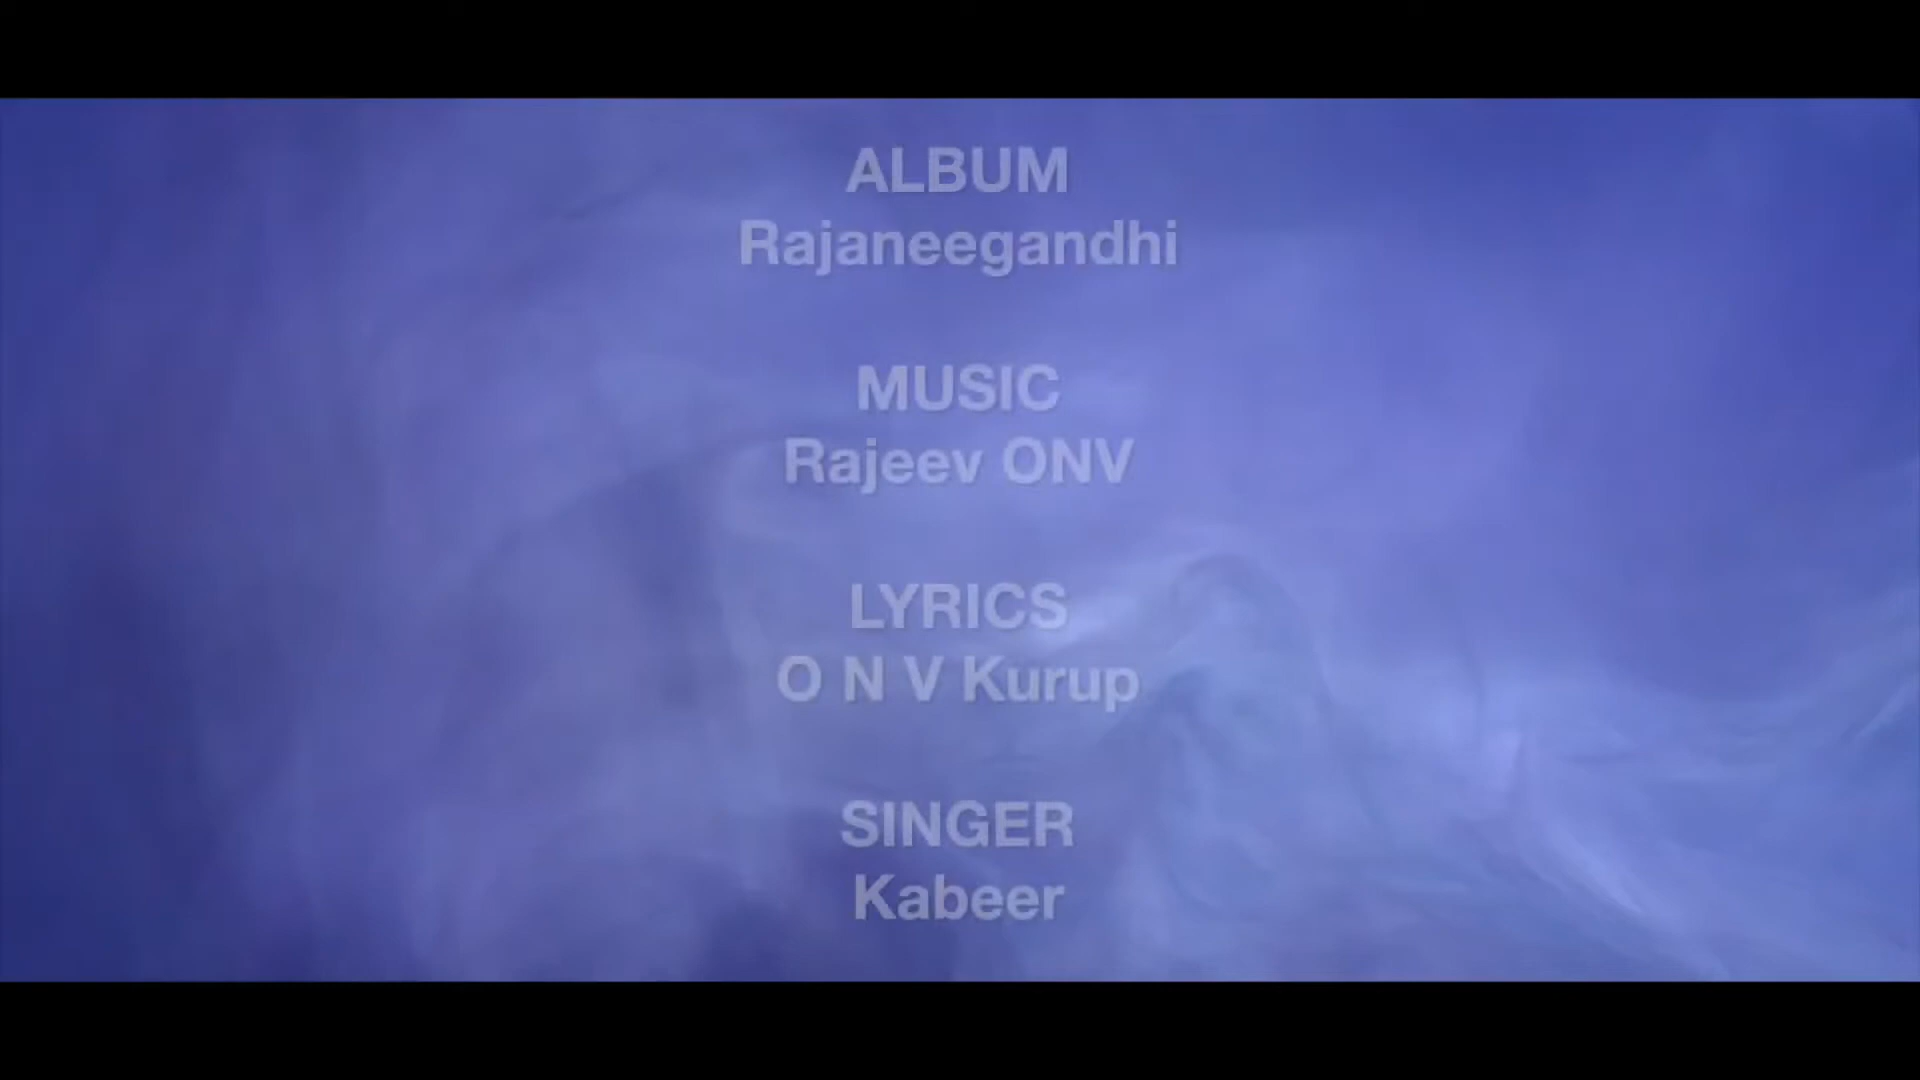 ALBUM
Rajaneegandhi
MUSIC
Rajeev ONV
LYRICS
O N V Kurup
SINGER
Kabeer